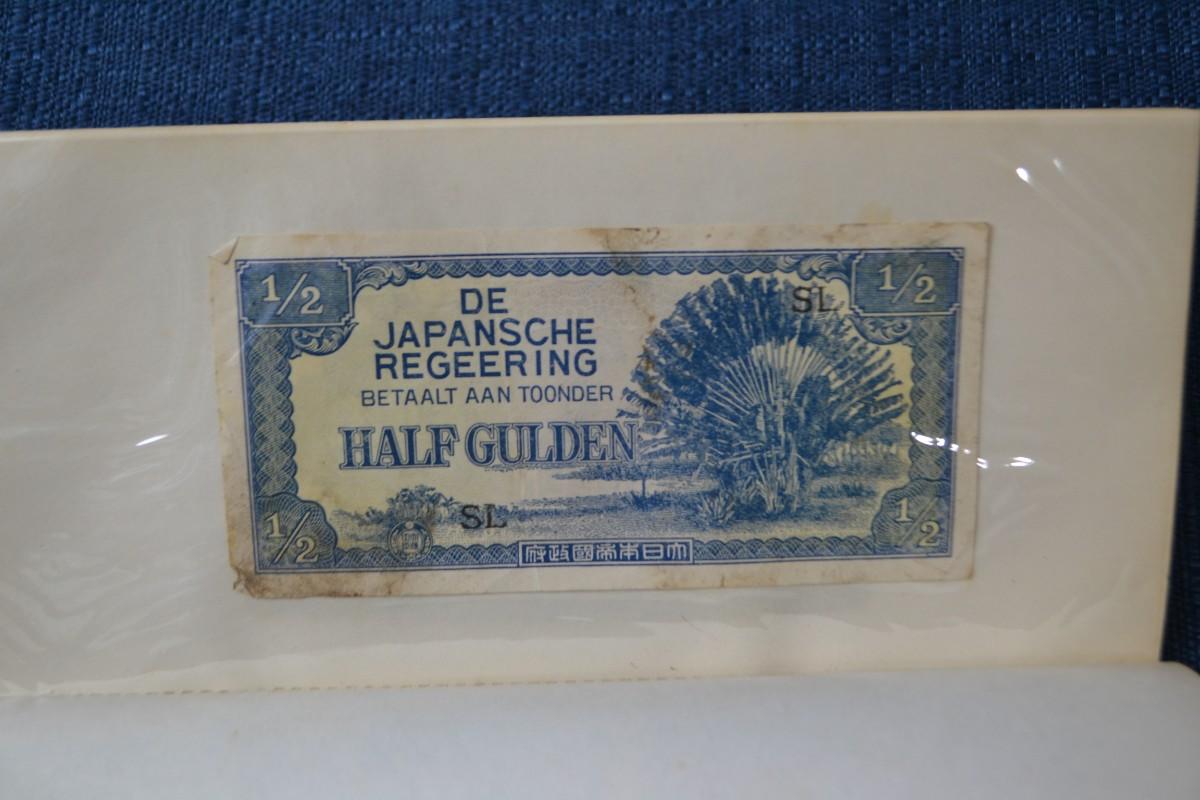 1/2
1/2
SL
DE
JAPANSCHE
REGEERING
BETAALT AAN TOONDER
HALF GULDEN
SL
1/2
1/2
府政國帝本日大